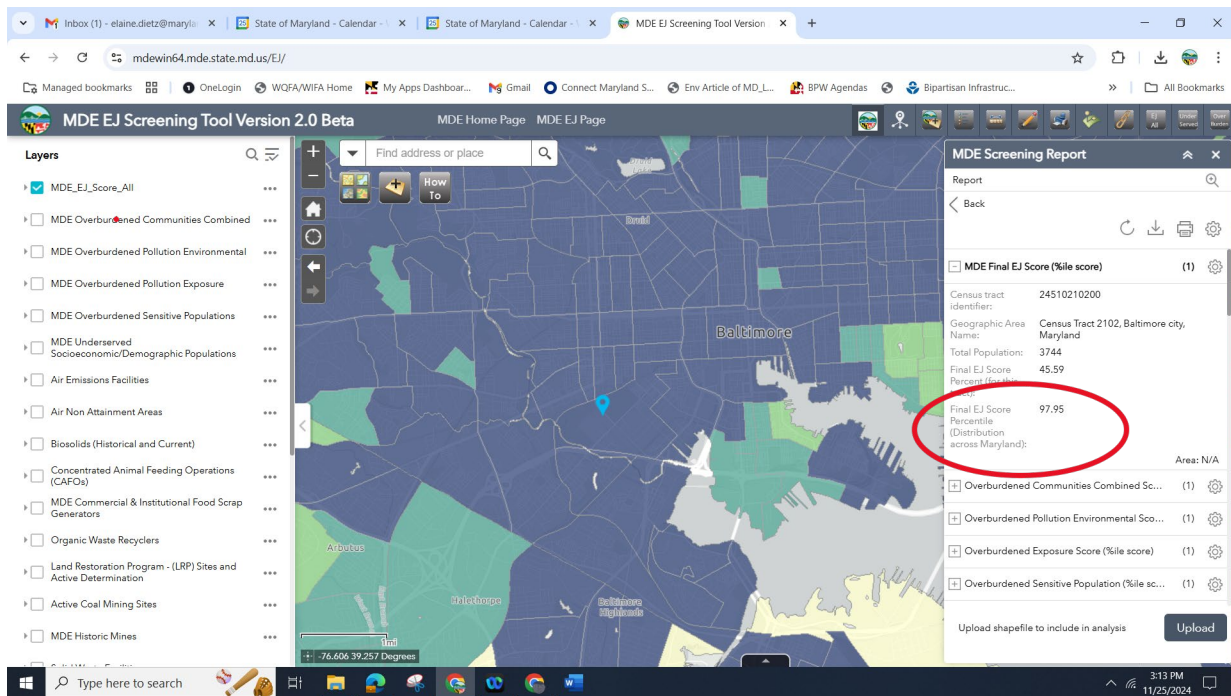 Inbox (1) - elaine.dietz@maryla
State of Maryland - Calendar -
State of Maryland - Calendar -
MDE EJ Screening Tool Version
mdewin64.mde.state.md.us/EJ/
Managed bookmarks
OneLogin
WQFA/WIFA Home
My Apps Dashboar...
Gmail
Connect Maryland S...
Env Article of MD_L...
BPW Agendas
Bipartisan Infrastruc...
All Bookmarks
MDE EJ Screening Tool Version 2.0 Beta
MDE Home Page
MDE EJ Page
EJ All
Under Served
Over Burden
Layers
MDE_EJ_Score_All
MDE Overburdened Communities Combined
MDE Overburdened Pollution Environmental
MDE Overburdened Pollution Exposure
MDE Overburdened Sensitive Populations
MDE Underserved
Socioeconomic/Demographic Populations
Air Emissions Facilities
Air Non Attainment Areas
Biosolids (Historical and Current)
Concentrated Animal Feeding Operations
(CAFOs)
MDE Commercial & Institutional Food Scrap
Generators
Organic Waste Recyclers
Land Restoration Program - (LRP) Sites and
Active Determination
Active Coal Mining Sites
MDE Historic Mines
Find address or place
How
To
Druid
Baltimore
Arbutus
Halethorpe
Baltimore
Highlands
1mi
-76.606 39.257 Degrees
MDE Screening Report
Report
Back
MDE Final EJ Score (%ile score) (1)
Census tract 24510210200
identifier:
Geographic Area Census Tract 2102, Baltimore city,
Name: Maryland
Total Population: 3744
Final EJ Score 45.59
Percent (for this
Final EJ Score 97.95
Percentile
(Distribution
across Maryland):
Area: N/A
Overburdened Communities Combined Sc... (1)
Overburdened Pollution Environmental Sco... (1)
Overburdened Exposure Score (%ile score) (1)
Overburdened Sensitive Population (%ile sc... (1)
Upload shapefile to include in analysis
Upload
Type here to search
3:13 PM
11/25/2024